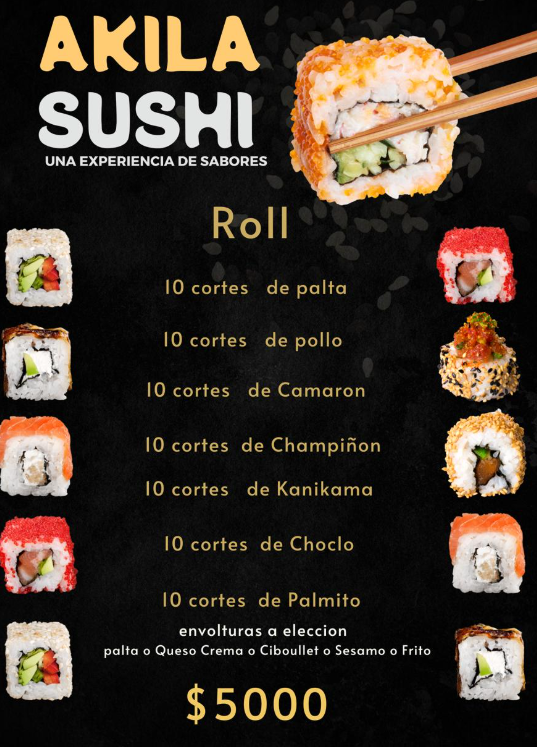 AKILA
SUSHI
UNA EXPERIENCIA DE SABORES
Roll
10 cortes de palta
10 cortes de pollo
10 cortes de Camaron
10 cortes de Champiñon
10 cortes de Kanikama
10 cortes de Choclo
10 cortes de Palmito
envolturas a eleccion
palta o Queso Crema o Ciboullet o Sesamo o Frito
$5000